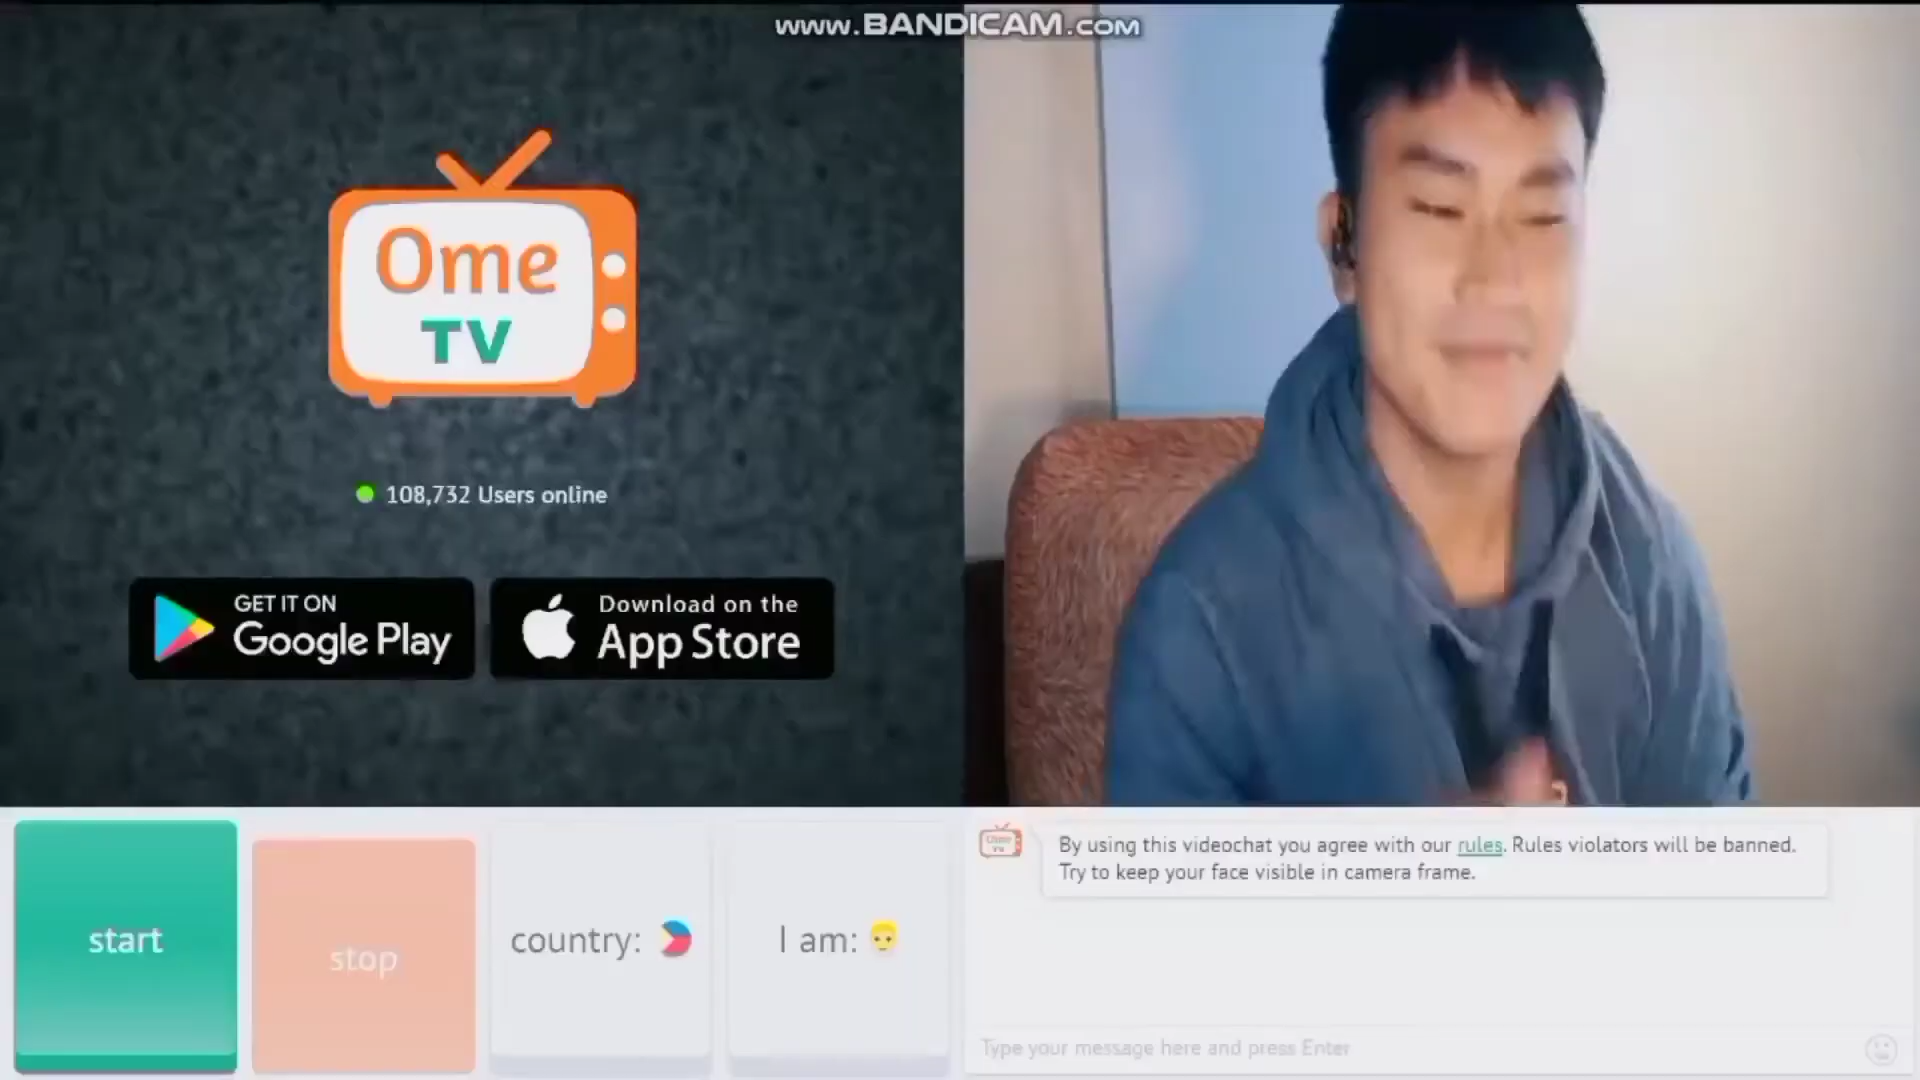 www.BANDICAM.COM
Ome
TV
108,732 Users online
GET IT ON
Google Play
Download on the
App Store
start
stop
country:
I am:
By using this videochat you agree with our rules. Rules violators will be banned.
Try to keep your face visible in camera frame.
Type your message here and press Enter